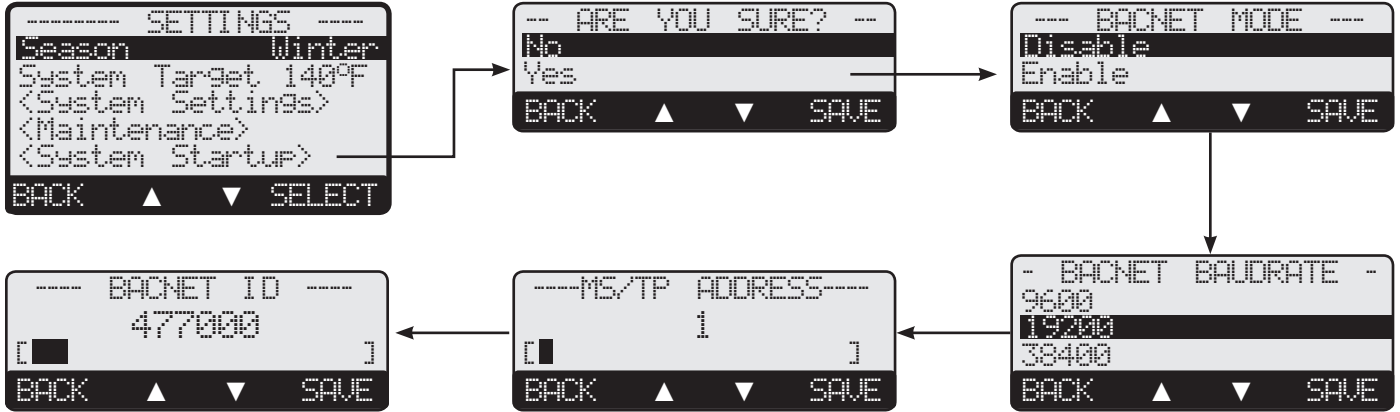 -------- SETTINGS ----
Season Winter
System Target 140°F
<System Settings>
<Maintenance>
<System Startup>
BACK ▲ ▼ SELECT
-- ARE YOU SURE? --
No
Yes
BACK ▲ ▼ SAVE
--- BACNET MODE ---
Disable
Enable
BACK ▲ ▼ SAVE
- BACNET BAUDRATE -
9600
19200
38400
BACK ▲ ▼ SAVE
----MS/TP ADDRESS----
1
[ ]
BACK ▲ ▼ SAVE
---- BACNET ID ----
477000
[ ]
BACK ▲ ▼ SAVE